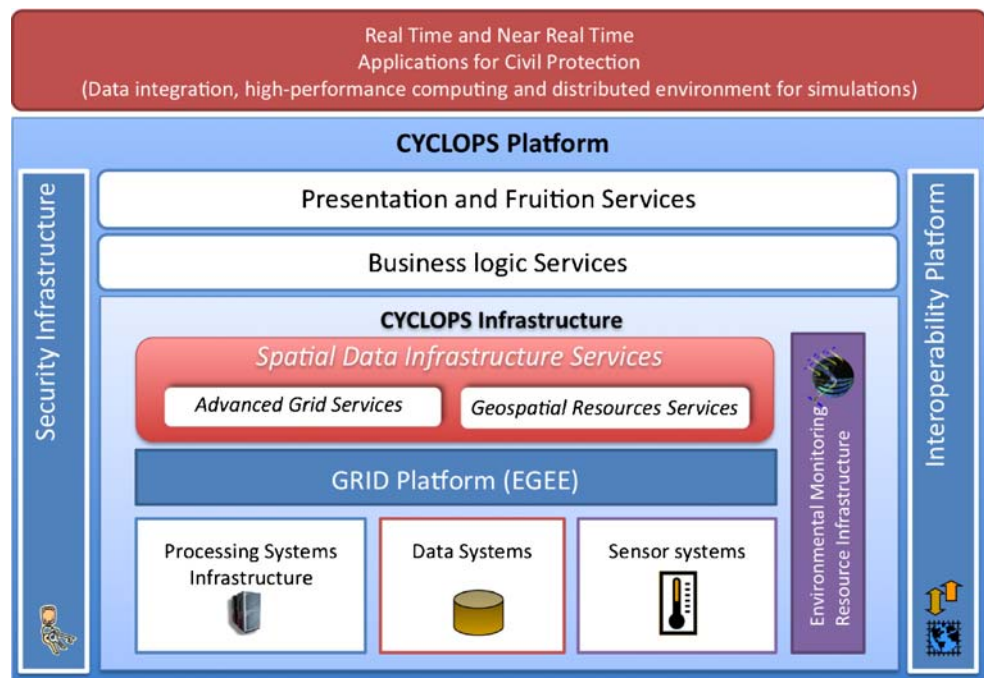 Real Time and Near Real Time
Applications for Civil Protection
(Data integration, high-performance computing and distributed environment for simulations)
CYCLOPS Platform
Security Infrastructure
Presentation and Fruition Services
Business logic Services
CYCLOPS Infrastructure
Spatial Data Infrastructure Services
Advanced Grid Services
Geospatial Resources Services
GRID Platform (EGEE)
Processing Systems
Infrastructure
Data Systems
Sensor systems
Environmental Monitoring
Resource Infrastructure
Interoperability Platform